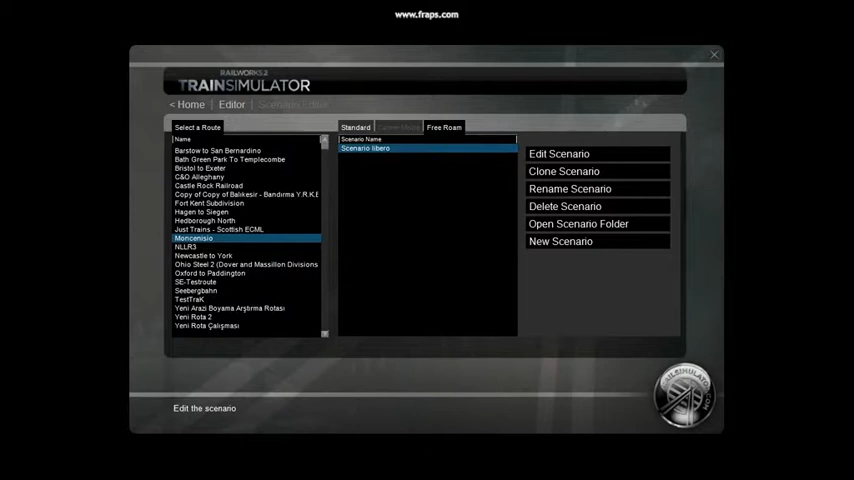 www.fraps.com
RAILWORKS 2
TRAINSIMULATOR
< Home | Editor | Scenario Editor
Select a Route
Name
Barstow to San Bernardino
Bath Green Park To Templecombe
Bristol to Exeter
C&O Alleghany
Castle Rock Railroad
Copy of Copy of Balıkesir - Bandırma Y.R.K.E
Fort Kent Subdivision
Hagen to Siegen
Hedborough North
Just Trains - Scottish ECML
Moncenisio
NLLR3
Newcastle to York
Ohio Steel 2 (Dover and Massillon Divisions
Oxford to Paddington
SE-Testroute
Seebergbahn
TestTraK
Yeni Arazi Boyama Arştırma Rotası
Yeni Rota 2
Yeni Rota Çalışması
Standard
Free Roam
Scenario Name
Scenario libero
Edit Scenario
Clone Scenario
Rename Scenario
Delete Scenario
Open Scenario Folder
New Scenario
Edit the scenario